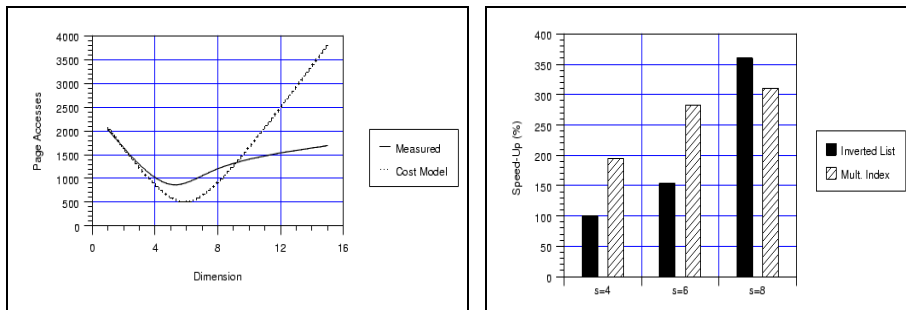 4000
3500
3000
2500
2000
1500
1000
500
0
Page Accesses
0 4 8 12 16
Dimension
Measured
Cost Model
400
350
300
250
200
150
100
50
0
Speed-Up (%)
s=4 s=6 s=8
Inverted List
Mult. Index